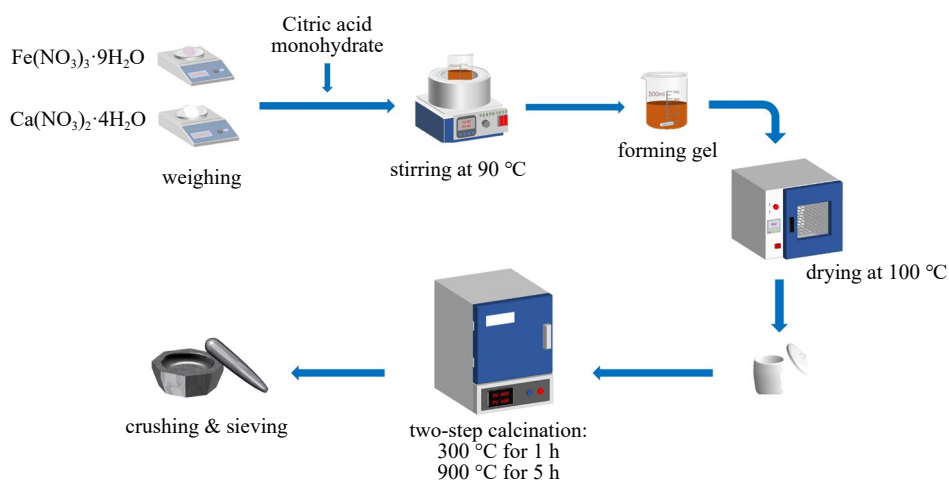 Citric acid
monohydrate
Fe(NO₃)₃·9H₂O
Ca(NO₃)₂·4H₂O
weighing
stirring at 90 °C
500ml
forming gel
drying at 100 °C
two-step calcination:
300 °C for 1 h
900 °C for 5 h
crushing & sieving